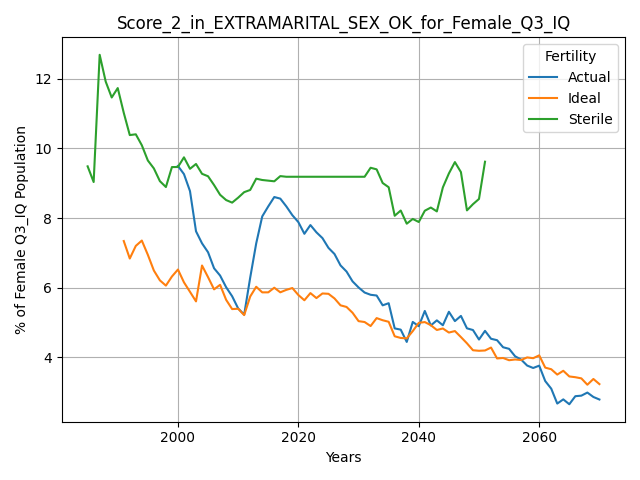 Score_2_in_EXTRAMARITAL_SEX_OK_for_Female_Q3_IQ
Fertility
Actual
Ideal
Sterile
% of Female Q3_IQ Population
12
10
8
6
4
2000
2020
2040
2060
Years